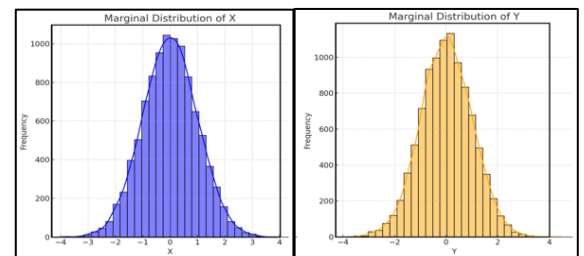 Marginal Distribution of X
1000
800
600
400
200
0
Frequency
−4 −3 −2 −1 0 1 2 3 4
X
Marginal Distribution of Y
1000
800
600
400
200
0
Frequency
−4 −2 0 2 4
Y